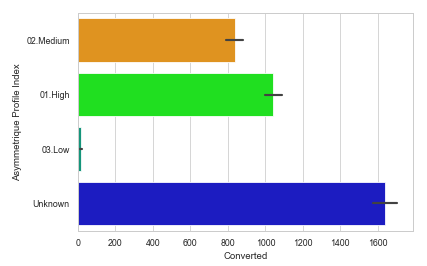 02.Medium
01.High
03.Low
Unknown
Asymmetrique Profile Index
0 200 400 600 800 1000 1200 1400 1600
Converted